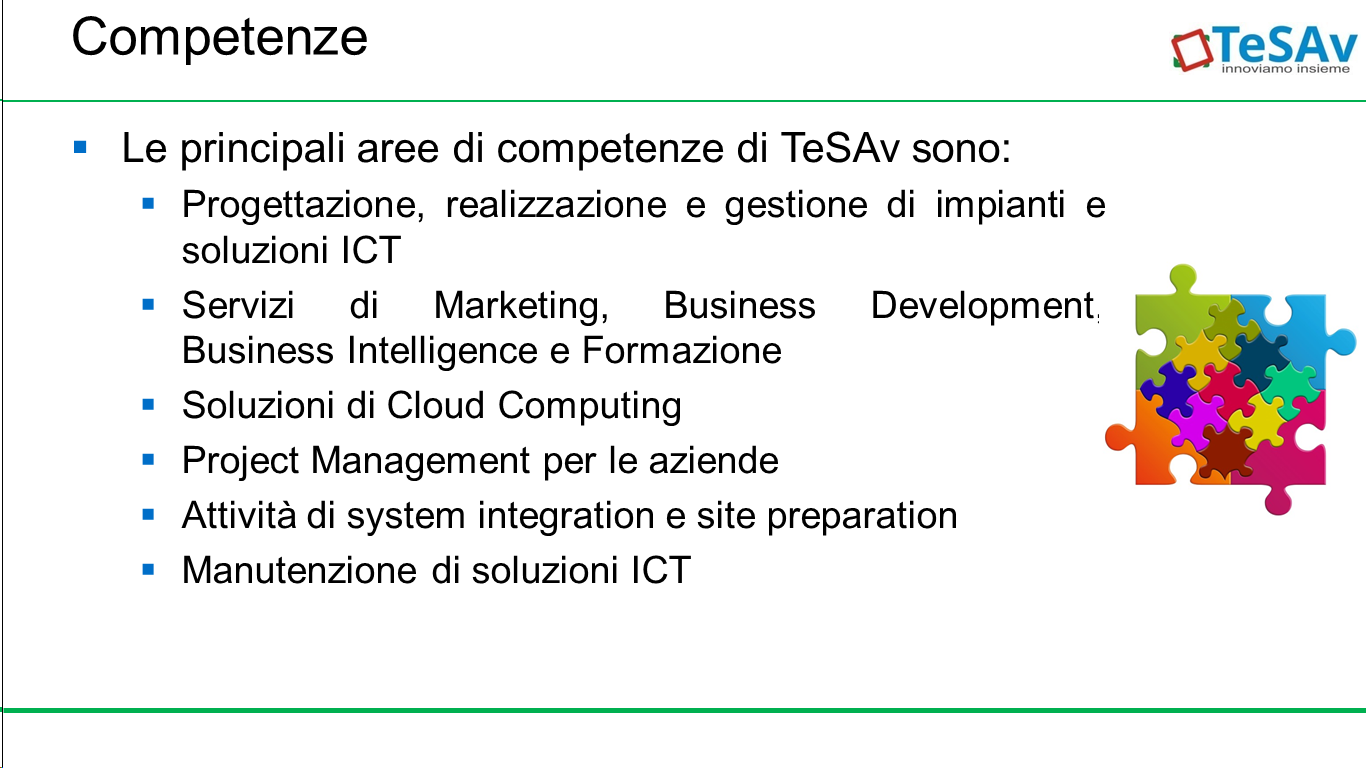 Competenze
TeSAv
innoviamo insieme
Le principali aree di competenze di TeSAv sono:
Progettazione, realizzazione e gestione di impianti e
soluzioni ICT
Servizi di Marketing, Business Development,
Business Intelligence e Formazione
Soluzioni di Cloud Computing
Project Management per le aziende
Attività di system integration e site preparation
Manutenzione di soluzioni ICT